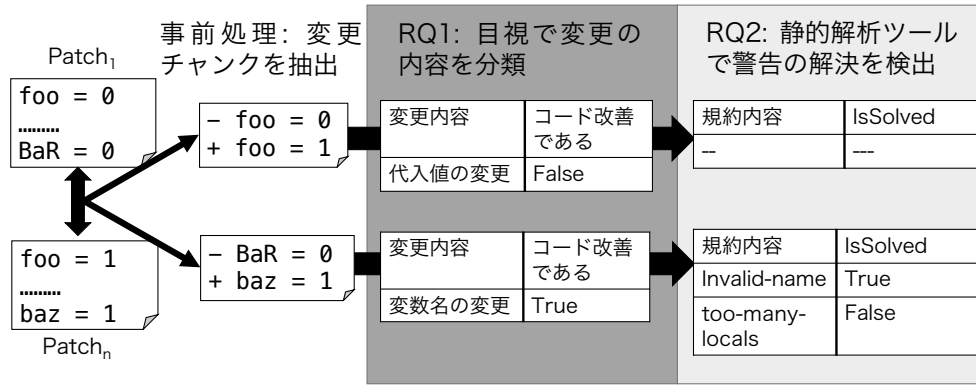 事前処理: 変更
チャンクを抽出
RQ1: 目視で変更の
内容を分類
RQ2: 静的解析ツール
で警告の解決を検出
Patch1
foo = 0
………
BaR = 0
foo = 1
………
baz = 1
Patchn
− foo = 0
+ foo = 1
− BaR = 0
+ baz = 1
変更内容 コード改善
である
代入値の変更 False
変更内容 コード改善
である
変数名の変更 True
規約内容 IsSolved
-- ---
規約内容 IsSolved
Invalid-name True
too-many- False
locals